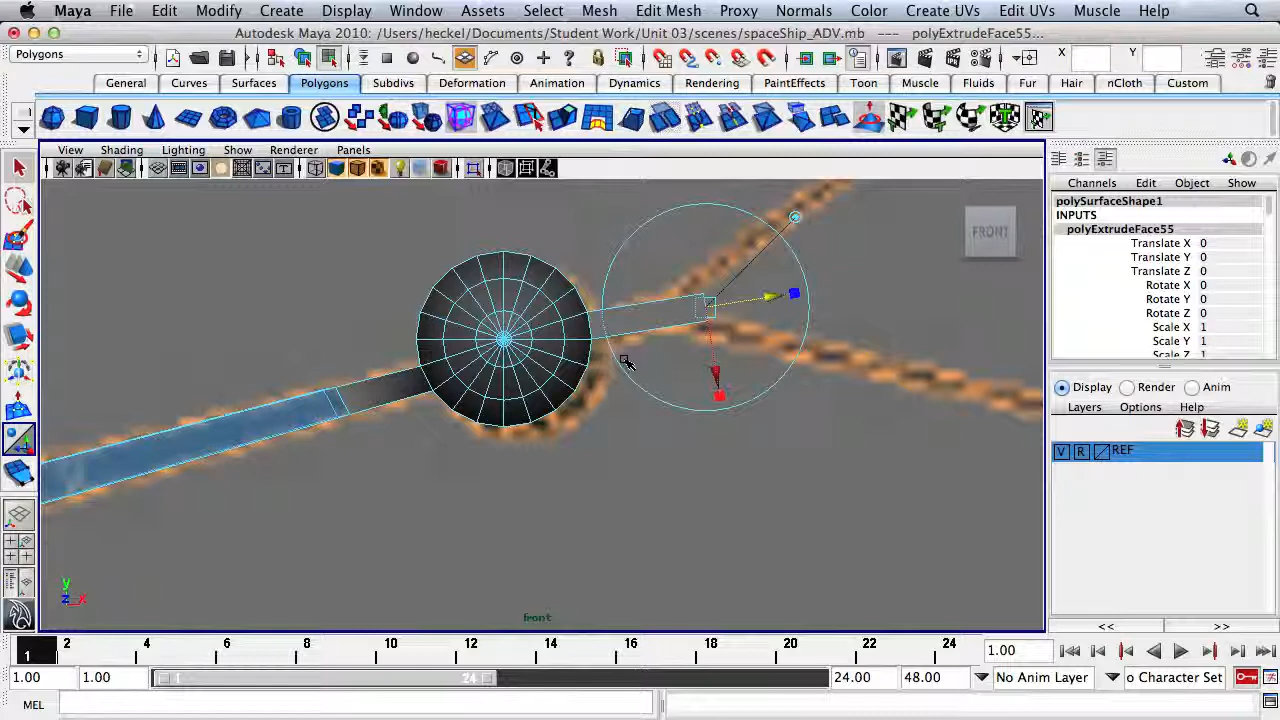 Maya File Edit Modify Create Display Window Assets Select Mesh Edit Mesh Proxy Normals Color Create UVs Edit UVs Muscle Help
Autodesk Maya 2010: /Users/heckel/Documents/Student Work/Unit 03/scenes/spaceShip_ADV.mb --- polyExtrudeFace55...
Polygons X Y
General Curves Surfaces Polygons Subdivs Deformation Animation Dynamics Rendering PaintEffects Toon Muscle Fluids Fur Hair nCloth Custom
View Shading Lighting Show Renderer Panels
Channels Edit Object Show
polySurfaceShape1
INPUTS
polyExtrudeFace55
Translate X 0
Translate Y 0
Translate Z 0
Rotate X 0
Rotate Y 0
Rotate Z 0
Scale X 1
Scale Y 1
Scale Z 1
FRONT
Display Render Anim
Layers Options Help
V R REF
y
z x
front
<< >>
1 2 4 6 8 10 12 14 16 18 20 22 24 1.00
1.00 1.00 1 24 24.00 48.00 No Anim Layer o Character Set
MEL